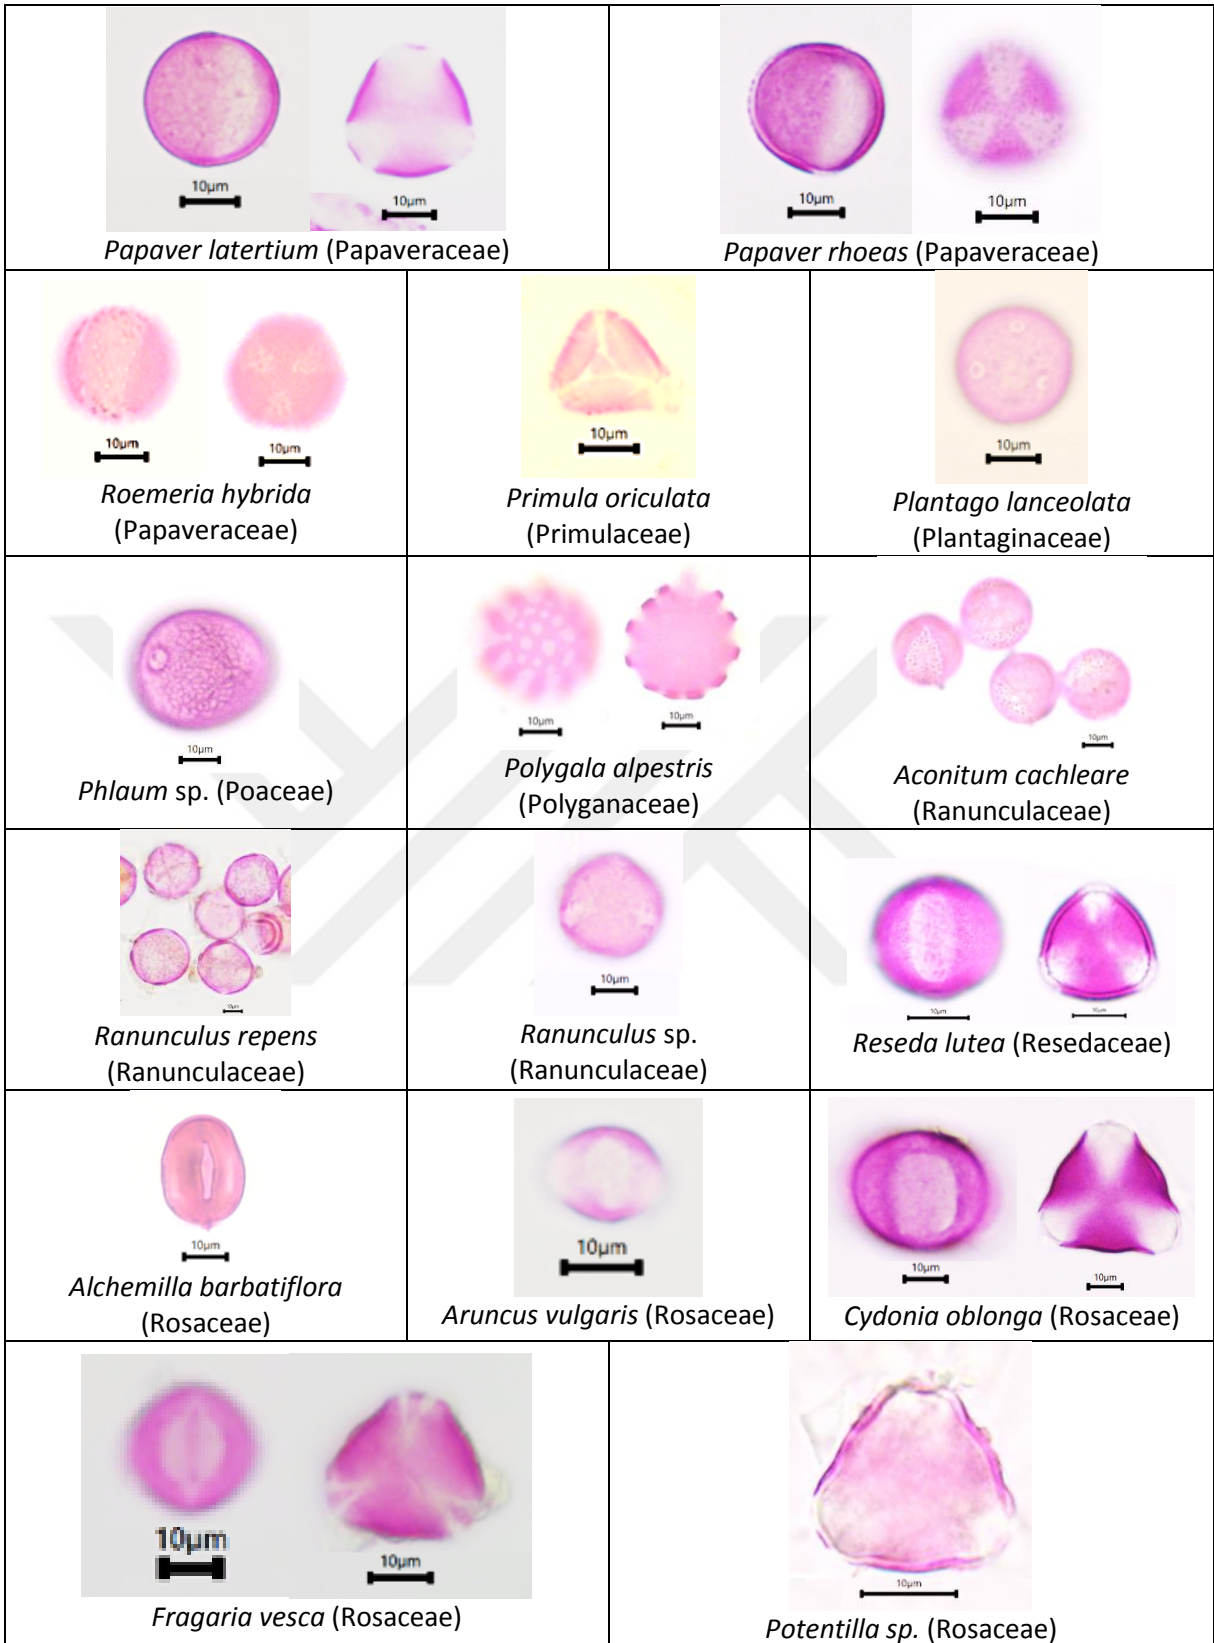 10µm
10µm
Papaver latertium (Papaveraceae)
10µm
10µm
Papaver rhoeas (Papaveraceae)
10µm
10µm
Roemeria hybrida
(Papaveraceae)
10µm
Primula oriculata
(Primulaceae)
10µm
Plantago lanceolata
(Plantaginaceae)
10µm
Phlaum sp. (Poaceae)
10µm
10µm
Polygala alpestris
(Polyganaceae)
10µm
Aconitum cachleare
(Ranunculaceae)
10µm
Ranunculus repens
(Ranunculaceae)
10µm
Ranunculus sp.
(Ranunculaceae)
10µm
10µm
Reseda lutea (Resedaceae)
10µm
Alchemilla barbatiflora
(Rosaceae)
10µm
Aruncus vulgaris (Rosaceae)
10µm
10µm
Cydonia oblonga (Rosaceae)
10µm
10µm
Fragaria vesca (Rosaceae)
10µm
Potentilla sp. (Rosaceae)